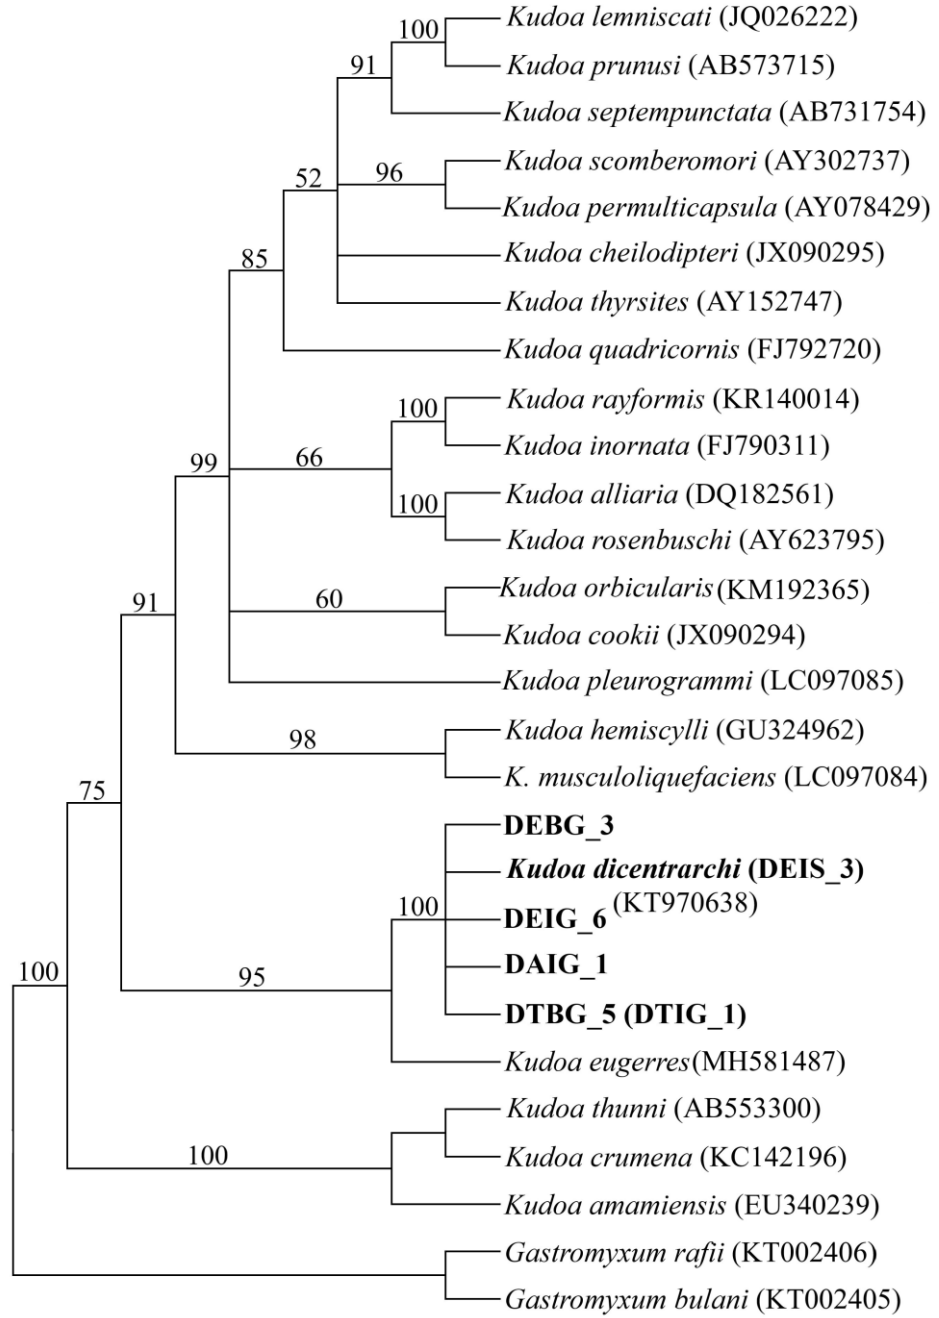 Kudoa lemniscati (JQ026222)
100
Kudoa prunusi (AB573715)
91
Kudoa septempunctata (AB731754)
Kudoa scomberomori (AY302737)
96
52
Kudoa permulticapsula (AY078429)
Kudoa cheilodipteri (JX090295)
85
Kudoa thyrsites (AY152747)
Kudoa quadricornis (FJ792720)
Kudoa rayformis (KR140014)
100
Kudoa inornata (FJ790311)
66
99
Kudoa alliaria (DQ182561)
100
Kudoa rosenbuschi (AY623795)
Kudoa orbicularis (KM192365)
60
91
Kudoa cookii (JX090294)
Kudoa pleurogrammi (LC097085)
Kudoa hemiscylli (GU324962)
98
K. musculoliquefaciens (LC097084)
75
DEBG_3
Kudoa dicentrarchi (DEIS_3)
(KT970638)
100
DEIG_6
DAIG_1
100
95
DTBG_5 (DTIG_1)
Kudoa eugerres(MH581487)
Kudoa thunni (AB553300)
100
Kudoa crumena (KC142196)
Kudoa amamiensis (EU340239)
Gastromyxum rafii (KT002406)
Gastromyxum bulani (KT002405)